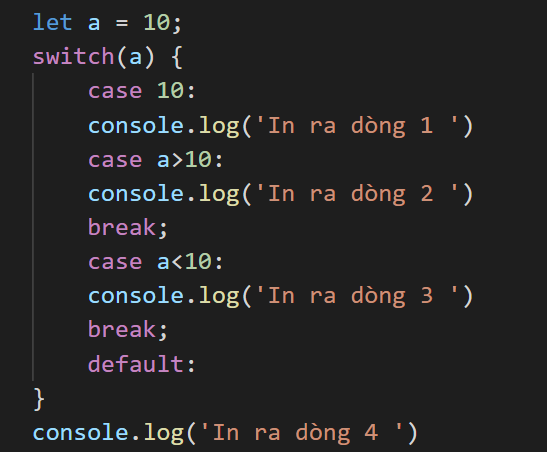 let a = 10;
switch(a) {
    case 10:
    console.log('In ra dòng 1 ')
    case a>10:
    console.log('In ra dòng 2 ')
    break;
    case a<10:
    console.log('In ra dòng 3 ')
    break;
    default:
}
console.log('In ra dòng 4 ')